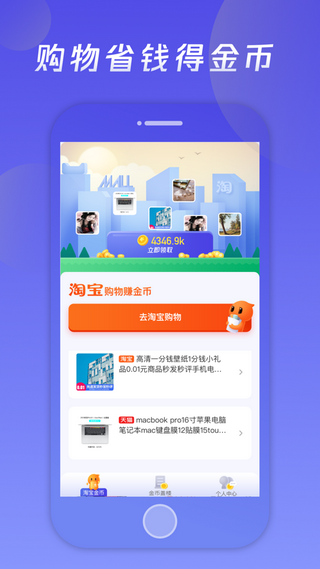 购物省钱得金币
MALL
淘
4346.9k
立即领取
淘宝购物赚金币
去淘宝购物
淘宝 高清一分钱壁纸1分钱小礼
品0.01元商品秒发秒评手机电...
0.01
天猫 macbook pro16寸苹果电脑
笔记本mac键盘膜12贴膜15tou...
淘宝金币
个人中心